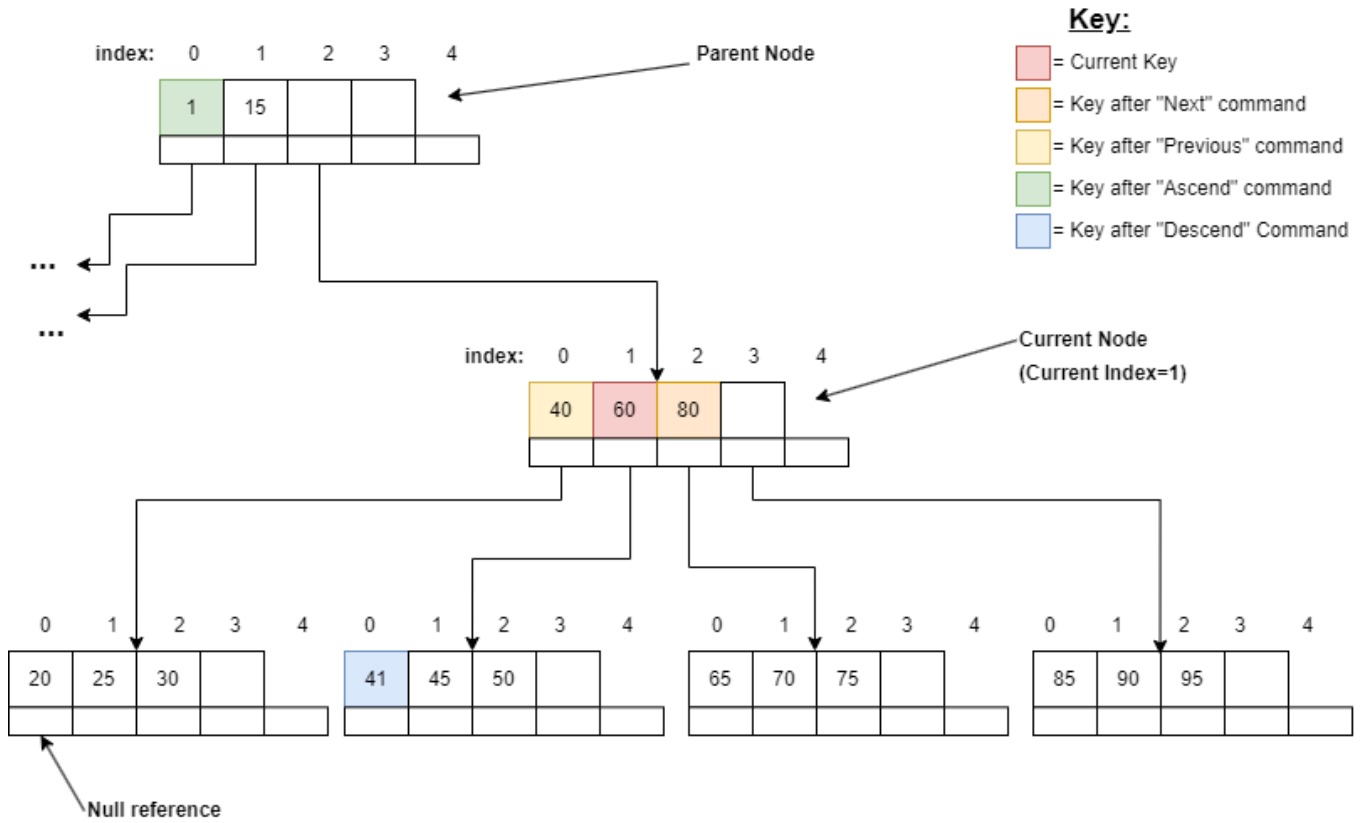 Key:
index: 0 1 2 3 4
Parent Node
= Current Key
1 15
= Key after "Next" command
= Key after "Previous" command
= Key after "Ascend" command
= Key after "Descend" Command
...
...
index: 0 1 2 3 4
Current Node
(Current Index=1)
40 60 80
0 1 2 3 4
0 1 2 3 4
0 1 2 3 4
0 1 2 3 4
20 25 30
41 45 50
65 70 75
85 90 95
Null reference